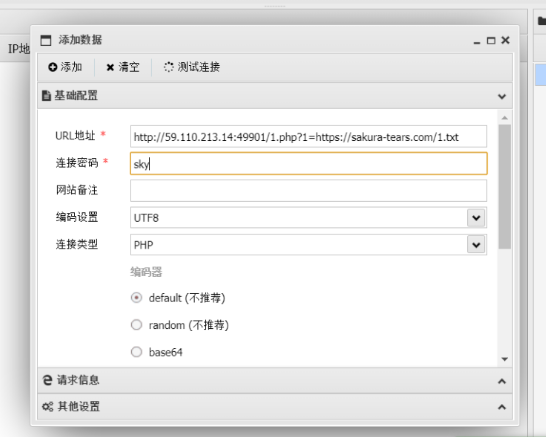 IP地
添加数据
添加 清空 测试连接
基础配置
URL地址 * http://59.110.213.14:49901/1.php?1=https://sakura-tears.com/1.txt
连接密码 * sky
网站备注
编码设置 UTF8
连接类型 PHP
编码器
default (不推荐)
random (不推荐)
base64
请求信息
其他设置